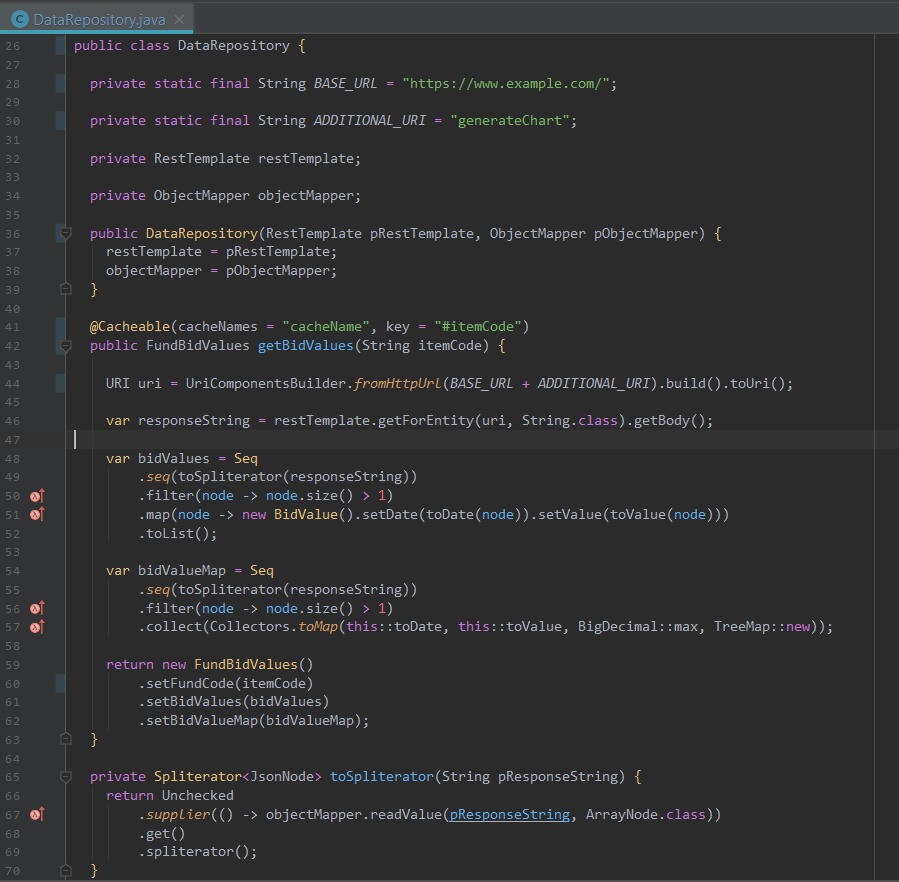 DataRepository.java
26 public class DataRepository {
27
28 private static final String BASE_URL = "https://www.example.com/";
29
30 private static final String ADDITIONAL_URI = "generateChart";
31
32 private RestTemplate restTemplate;
33
34 private ObjectMapper objectMapper;
35
36 public DataRepository(RestTemplate pRestTemplate, ObjectMapper pObjectMapper) {
37 restTemplate = pRestTemplate;
38 objectMapper = pObjectMapper;
39 }
40
41 @Cacheable(cacheNames = "cacheName", key = "#itemCode")
42 public FundBidValues getBidValues(String itemCode) {
43
44 URI uri = UriComponentsBuilder.fromHttpUrl(BASE_URL + ADDITIONAL_URI).build().toUri();
45
46 var responseString = restTemplate.getForEntity(uri, String.class).getBody();
47
48 var bidValues = Seq
49 .seq(toSpliterator(responseString))
50 .filter(node -> node.size() > 1)
51 .map(node -> new BidValue().setDate(toDate(node)).setValue(toValue(node)))
52 .toList();
53
54 var bidValueMap = Seq
55 .seq(toSpliterator(responseString))
56 .filter(node -> node.size() > 1)
57 .collect(Collectors.toMap(this::toDate, this::toValue, BigDecimal::max, TreeMap::new));
58
59 return new FundBidValues()
60 .setFundCode(itemCode)
61 .setBidValues(bidValues)
62 .setBidValueMap(bidValueMap);
63 }
64
65 private Spliterator<JsonNode> toSpliterator(String pResponseString) {
66 return Unchecked
67 .supplier(() -> objectMapper.readValue(pResponseString, ArrayNode.class))
68 .get()
69 .spliterator();
70 }